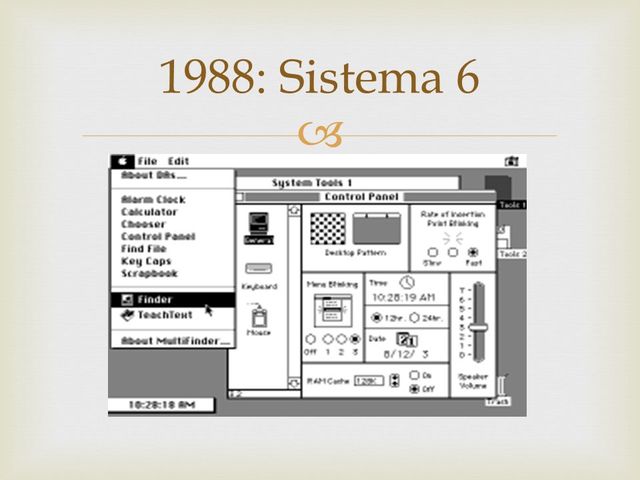 1988: Sistema 6
File Edit
About DAs...
Alarm Clock
Calculator
Chooser
Control Panel
Find File
Key Caps
Scrapbook
Finder
TeachText
About MultiFinder...
10:28:18 AM
System Tools 1
Control Panel
General
Keyboard
Mouse
Desktop Pattern
Rate of Insertion
Point Blinking
Slow Fast
Menu Blinking
Off 1 2 3
Time
10:28:19 AM
12hr. 24hr.
Date
8/12/ 3
RAM Cache 128K On
Off
7
6
5
4
3
2
1
0
Speaker
Volume
Tools 1
Tools 2
Trash